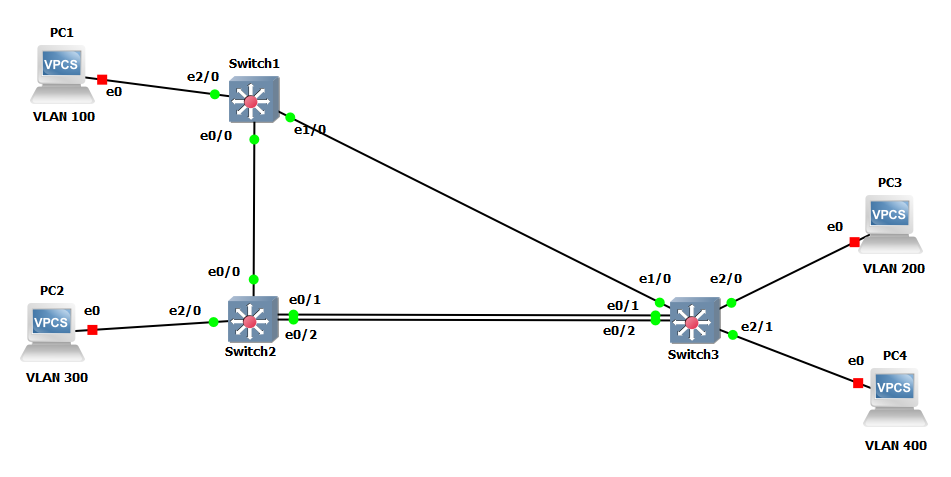 PC1
VPCS
e0
VLAN 100
e2/0
Switch1
e0/0
e1/0
PC3
VPCS
e0
VLAN 200
e0/0
PC2
VPCS
e0
VLAN 300
e2/0
e0/1
e0/2
Switch2
e1/0
e2/0
e0/1
e0/2
e2/1
Switch3
PC4
VPCS
e0
VLAN 400